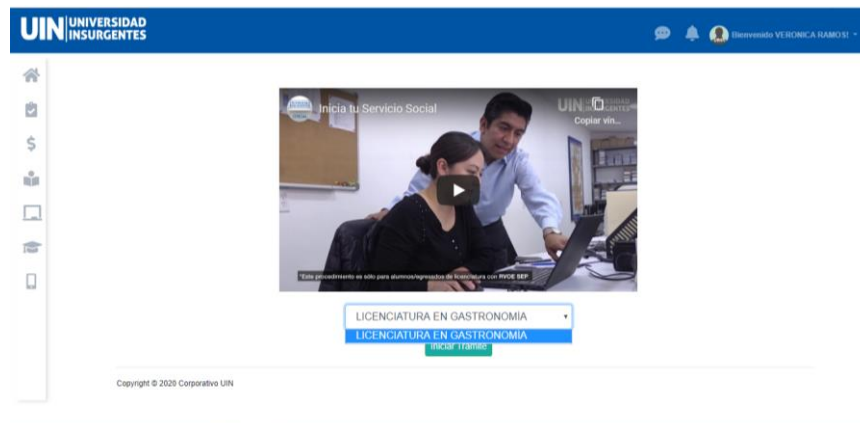 UIN UNIVERSIDAD
INSURGENTES
Bienvenido VERONICA RAMOS!
Inicia tu Servicio Social
UIN
Copiar vín...
*Este procedimiento es sólo para alumnos/egresados de licenciatura con RVOE SEP
LICENCIATURA EN GASTRONOMÍA
LICENCIATURA EN GASTRONOMÍA
Iniciar Trámite
Copyright © 2020 Corporativo UIN